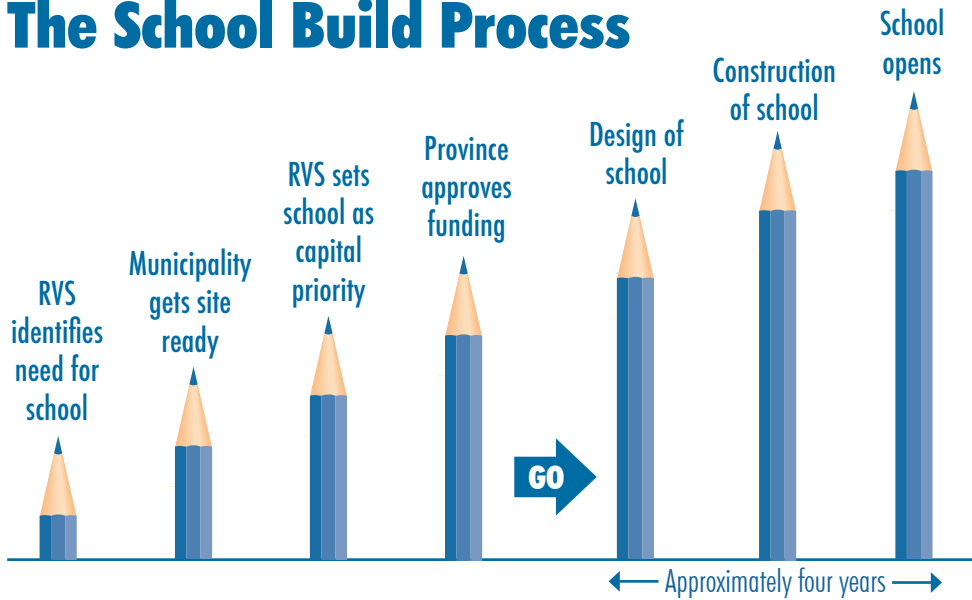 The School Build Process
RVS
identifies
need for
school
Municipality
gets site
ready
RVS sets
school as
capital
priority
Province
approves
funding
GO
Design of
school
Construction
of school
School
opens
Approximately four years